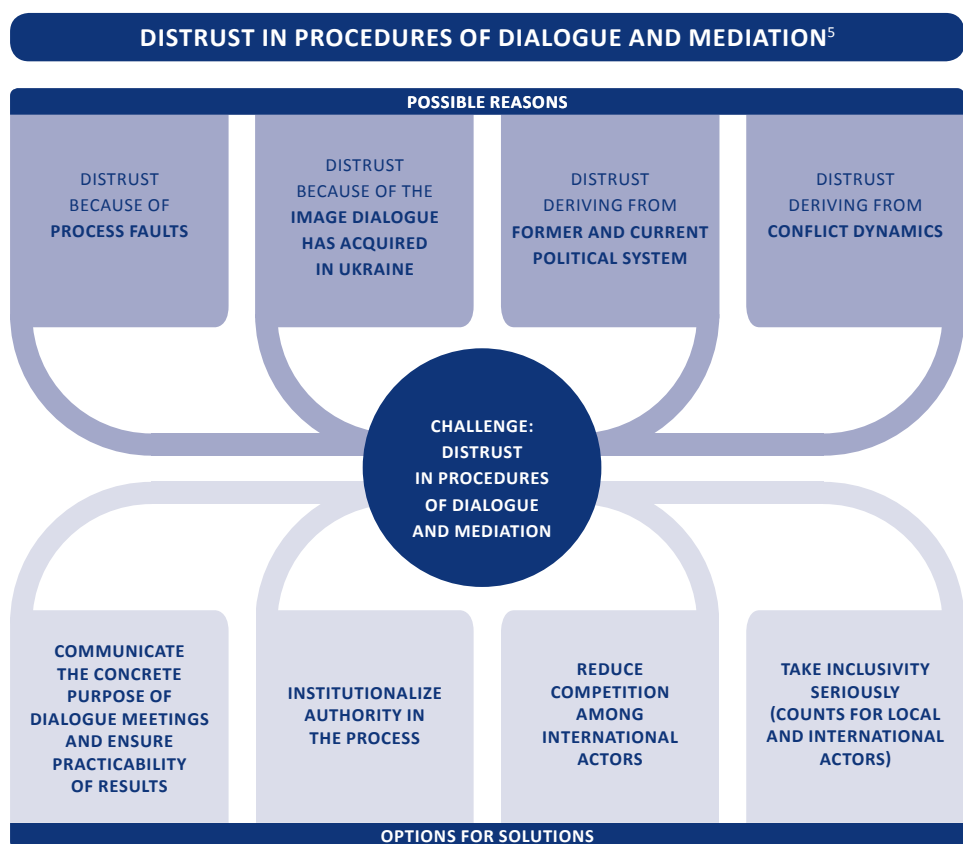 DISTRUST IN PROCEDURES OF DIALOGUE AND MEDIATION⁵
POSSIBLE REASONS
DISTRUST
BECAUSE OF
PROCESS FAULTS
DISTRUST
BECAUSE OF THE
IMAGE DIALOGUE
HAS ACQUIRED
IN UKRAINE
DISTRUST
DERIVING FROM
FORMER AND CURRENT
POLITICAL SYSTEM
DISTRUST
DERIVING FROM
CONFLICT DYNAMICS
CHALLENGE:
DISTRUST
IN PROCEDURES
OF DIALOGUE
AND MEDIATION
COMMUNICATE
THE CONCRETE
PURPOSE OF
DIALOGUE MEETINGS
AND ENSURE
PRACTICABILITY
OF RESULTS
INSTITUTIONALIZE
AUTHORITY IN
THE PROCESS
REDUCE
COMPETITION
AMONG
INTERNATIONAL
ACTORS
TAKE INCLUSIVITY
SERIOUSLY
(COUNTS FOR LOCAL
AND INTERNATIONAL
ACTORS)
OPTIONS FOR SOLUTIONS